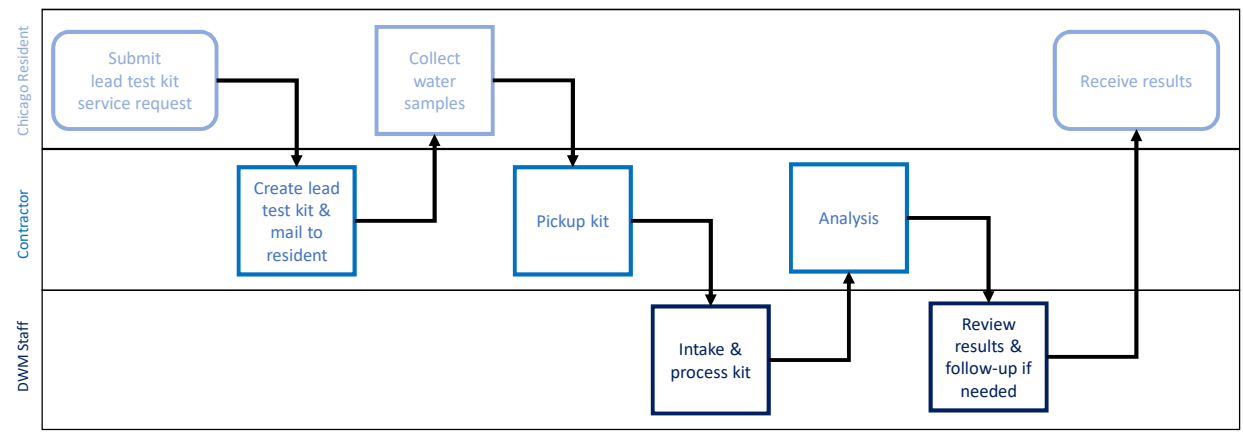 Chicago Resident
Submit
lead test kit
service request
Collect
water
samples
Receive results
Contractor
Create lead
test kit &
mail to
resident
Pickup kit
Analysis
DWM Staff
Intake &
process kit
Review
results &
follow-up if
needed